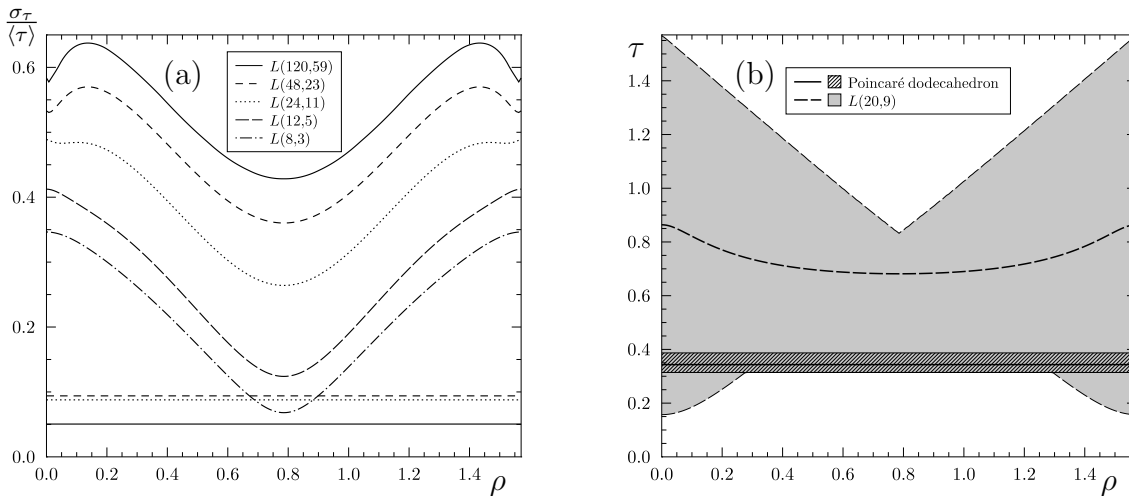 σ_τ
⟨τ⟩
0.6
0.4
0.2
0.0
(a)
L(120,59)
L(48,23)
L(24,11)
L(12,5)
L(8,3)
0.0 0.2 0.4 0.6 0.8 1.0 1.2 1.4
ρ
τ
1.4
1.2
1.0
0.8
0.6
0.4
0.2
0.0
(b)
Poincaré dodecahedron
L(20,9)
0.0 0.2 0.4 0.6 0.8 1.0 1.2 1.4
ρ